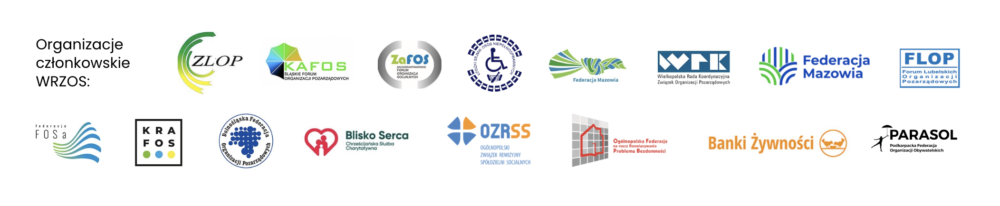 Organizacje
członkowskie
WRZOS:
ZLOP
KAFOS
ŚLĄSKIE FORUM
ORGANIZACJI POZARZĄDOWYCH
ZaFOS
ZACHODNIOPOMORSKIE
FORUM
ORGANIZACJI
SOCJALNYCH
ŁÓDZKI SEJMIK OSÓB NIEPEŁNOSPRAWNYCH
Federacja Mazowia
WRK
Wielkopolska Rada Koordynacyjna
Związek Organizacji Pozarządowych
Federacja
Mazowia
FLOP
Forum Lubelskich
Organizacji
Pozarządowych
federacja
FOSa
KRA
FOS
Dolnośląska Federacja
Organizacji Pozarządowych
Blisko Serca
Chrześcijańska Służba
Charytatywna
OZRSS
OGÓLNOPOLSKI
ZWIĄZEK REWIZYJNY
SPÓŁDZIELNI SOCJALNYCH
Ogólnopolska Federacja
na rzecz Rozwiązywania
Problemu Bezdomności
Banki Żywności
PARASOL
Podkarpacka Federacja
Organizacji Obywatelskich